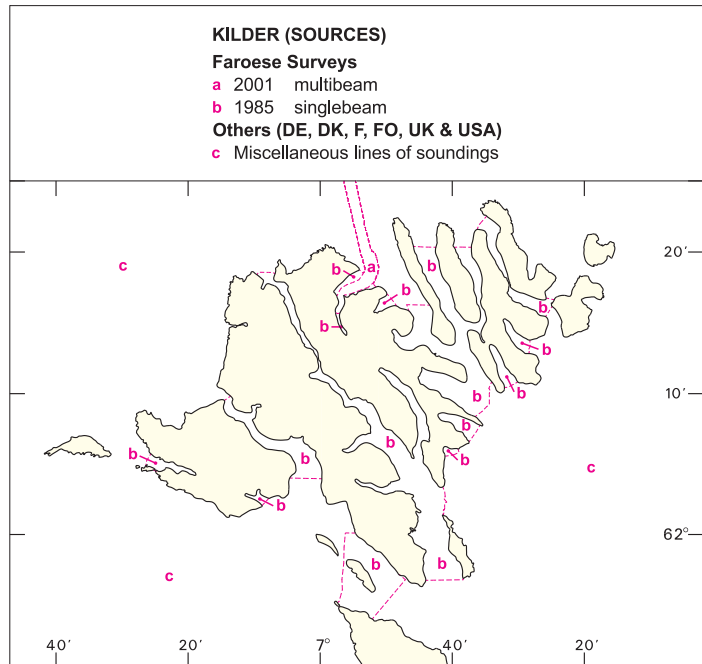 KILDER (SOURCES)
Faroese Surveys
a 2001 multibeam
b 1985 singlebeam
Others (DE, DK, F, FO, UK & USA)
c Miscellaneous lines of soundings
20′
c b a b
b
b
b
b
10′
b
b
b
b
b
b
c
b
62°
b b
c
40′ 20′ 7° 40′ 20′